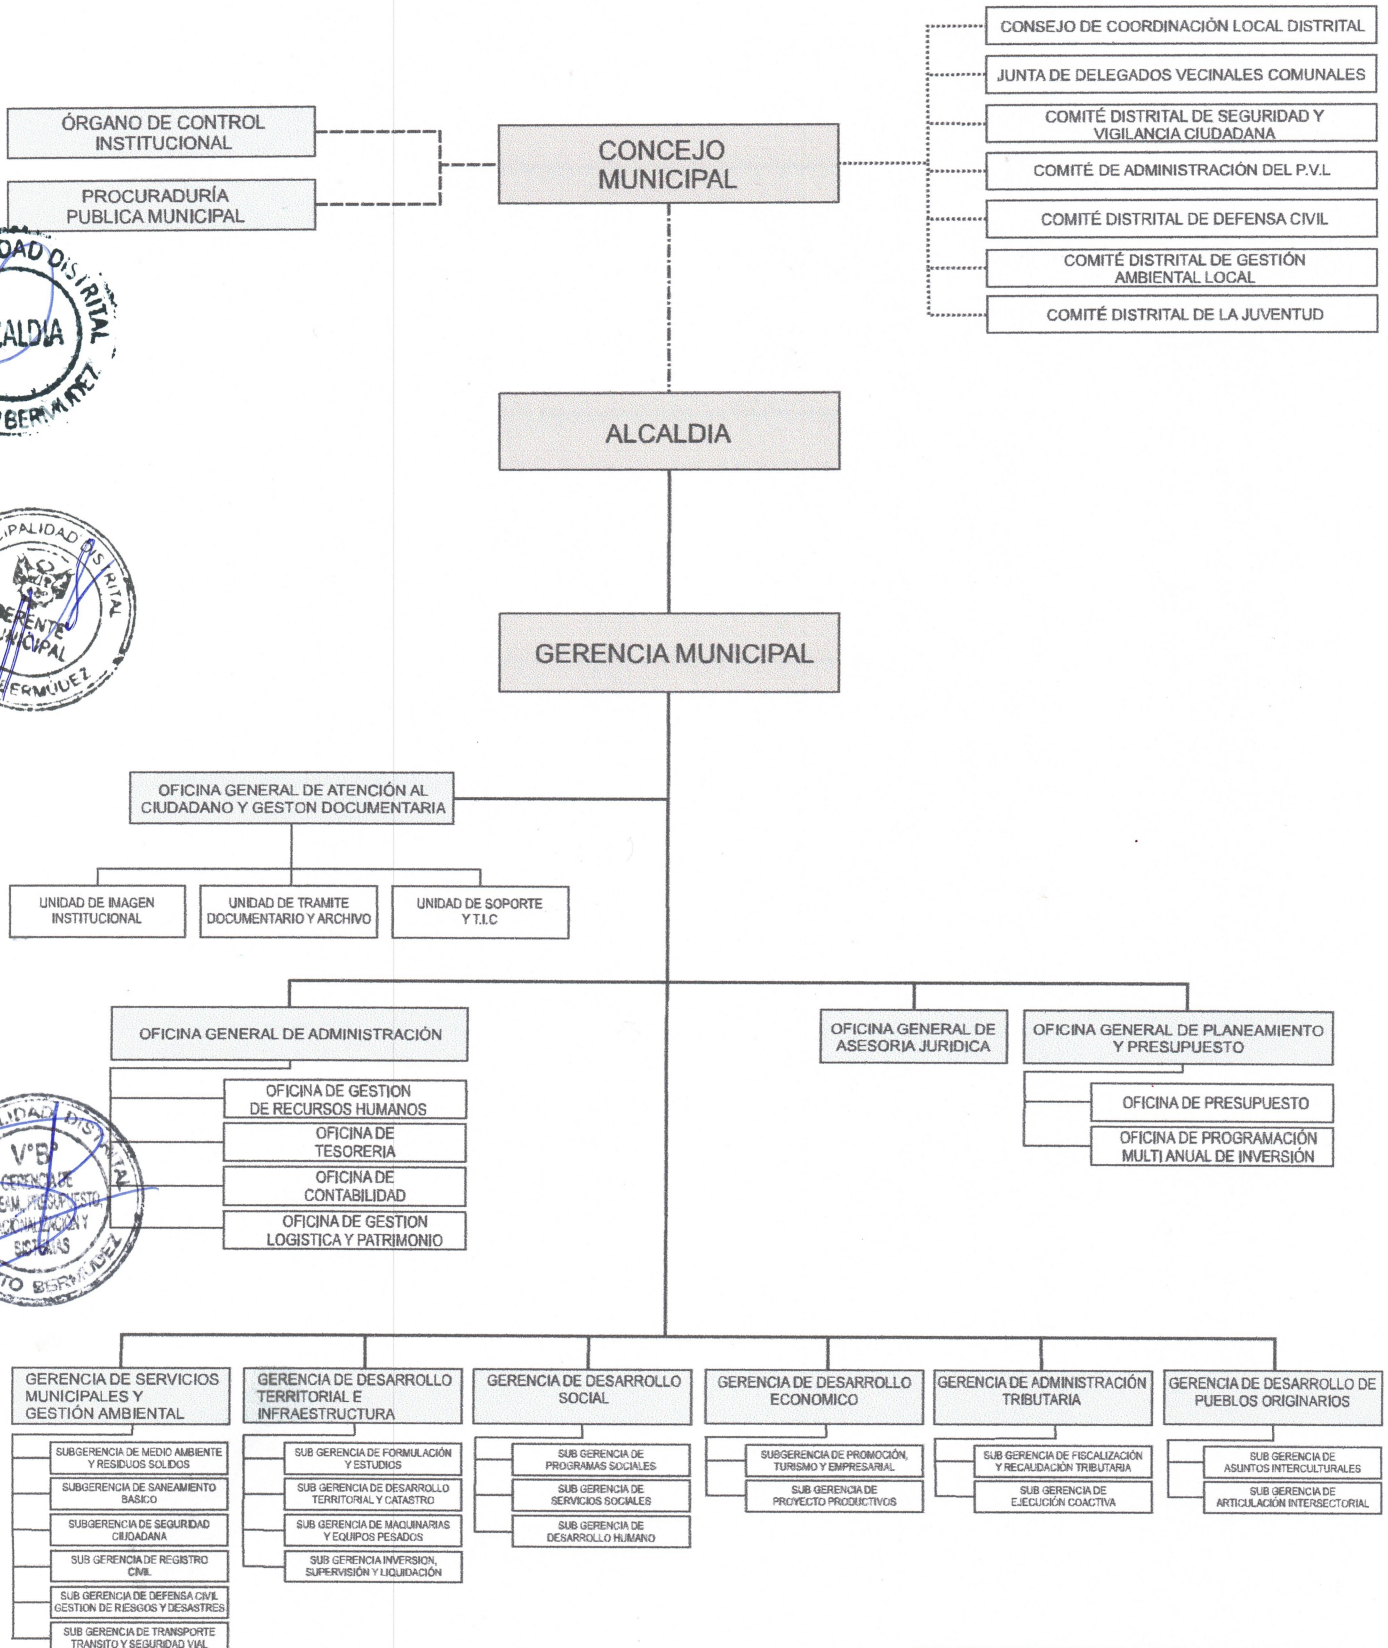 CONSEJO DE COORDINACIÓN LOCAL DISTRITAL
JUNTA DE DELEGADOS VECINALES COMUNALES
COMITÉ DISTRITAL DE SEGURIDAD Y
VIGILANCIA CIUDADANA
COMITÉ DE ADMINISTRACIÓN DEL P.V.L
COMITÉ DISTRITAL DE DEFENSA CIVIL
COMITÉ DISTRITAL DE GESTIÓN
AMBIENTAL LOCAL
COMITÉ DISTRITAL DE LA JUVENTUD
ÓRGANO DE CONTROL
INSTITUCIONAL
PROCURADURÍA
PUBLICA MUNICIPAL
CONCEJO
MUNICIPAL
DISTRITAL
ALCALDIA
GERENCIA MUNICIPAL
DISTRITAL
OFICINA GENERAL DE ATENCIÓN AL
CIUDADANO Y GESTON DOCUMENTARIA
UNIDAD DE IMAGEN
INSTITUCIONAL
UNIDAD DE TRAMITE
DOCUMENTARIO Y ARCHIVO
UNIDAD DE SOPORTE
Y T.I.C
OFICINA GENERAL DE ADMINISTRACIÓN
OFICINA DE GESTION
DE RECURSOS HUMANOS
OFICINA DE
TESORERIA
OFICINA DE
CONTABILIDAD
OFICINA DE GESTION
LOGISTICA Y PATRIMONIO
OFICINA GENERAL DE
ASESORIA JURIDICA
OFICINA GENERAL DE PLANEAMIENTO
Y PRESUPUESTO
OFICINA DE PRESUPUESTO
OFICINA DE PROGRAMACIÓN
MULTI ANUAL DE INVERSIÓN
DISTRITAL
V°B°
GERENCIA DE
SISTEMAS
BERMUDEZ
GERENCIA DE SERVICIOS
MUNICIPALES Y
GESTIÓN AMBIENTAL
SUBGERENCIA DE MEDIO AMBIENTE
Y RESIDUOS SOLIDOS
SUBGERENCIA DE SANEAMIENTO
BASICO
SUBGERENCIA DE SEGURIDAD
CIUDADANA
SUB GERENCIA DE REGISTRO
CIVIL
SUB GERENCIA DE DEFENSA CIVIL
GESTION DE RIESGOS Y DESASTRES
SUB GERENCIA DE TRANSPORTE
TRANSITO Y SEGURIDAD VIAL
GERENCIA DE DESARROLLO
TERRITORIAL E
INFRAESTRUCTURA
SUB GERENCIA DE FORMULACIÓN
Y ESTUDIOS
SUB GERENCIA DE DESARROLLO
TERRITORIAL Y CATASTRO
SUB GERENCIA DE MAQUINARIAS
Y EQUIPOS PESADOS
SUB GERENCIA INVERSION,
SUPERVISIÓN Y LIQUIDACIÓN
GERENCIA DE DESARROLLO
SOCIAL
SUB GERENCIA DE
PROGRAMAS SOCIALES
SUB GERENCIA DE
SERVICIOS SOCIALES
SUB GERENCIA DE
DESARROLLO HUMANO
GERENCIA DE DESARROLLO
ECONOMICO
SUBGERENCIA DE PROMOCIÓN,
TURISMO Y EMPRESARIAL
SUB GERENCIA DE
PROYECTO PRODUCTIVOS
GERENCIA DE ADMINISTRACIÓN
TRIBUTARIA
SUB GERENCIA DE FISCALIZACIÓN
Y RECAUDACIÓN TRIBUTARIA
SUB GERENCIA DE
EJECUCIÓN COACTIVA
GERENCIA DE DESARROLLO DE
PUEBLOS ORIGINARIOS
SUB GERENCIA DE
ASUNTOS INTERCULTURALES
SUB GERENCIA DE
ARTICULACIÓN INTERSECTORIAL